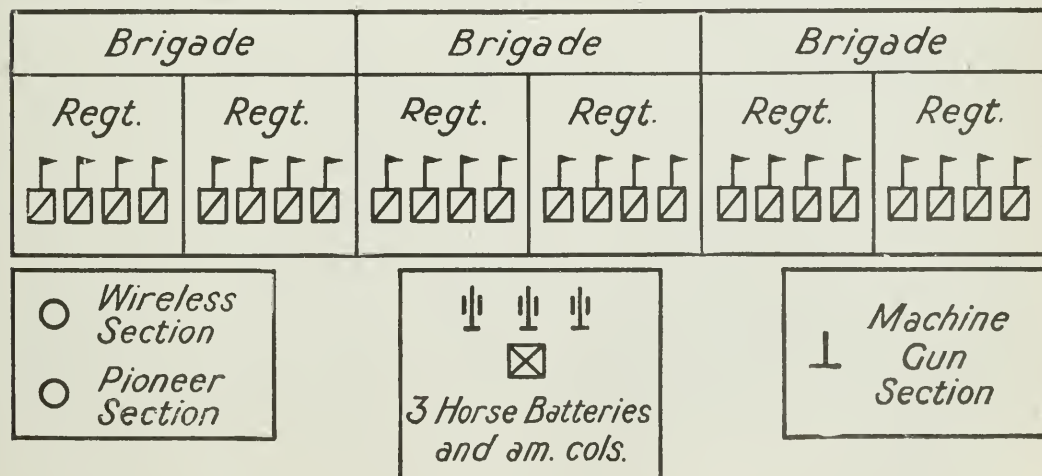 Brigade Brigade Brigade
Regt. Regt. Regt. Regt. Regt. Regt.
Wireless
Section
Pioneer
Section
3 Horse Batteries
and am. cols.
Machine
Gun
Section